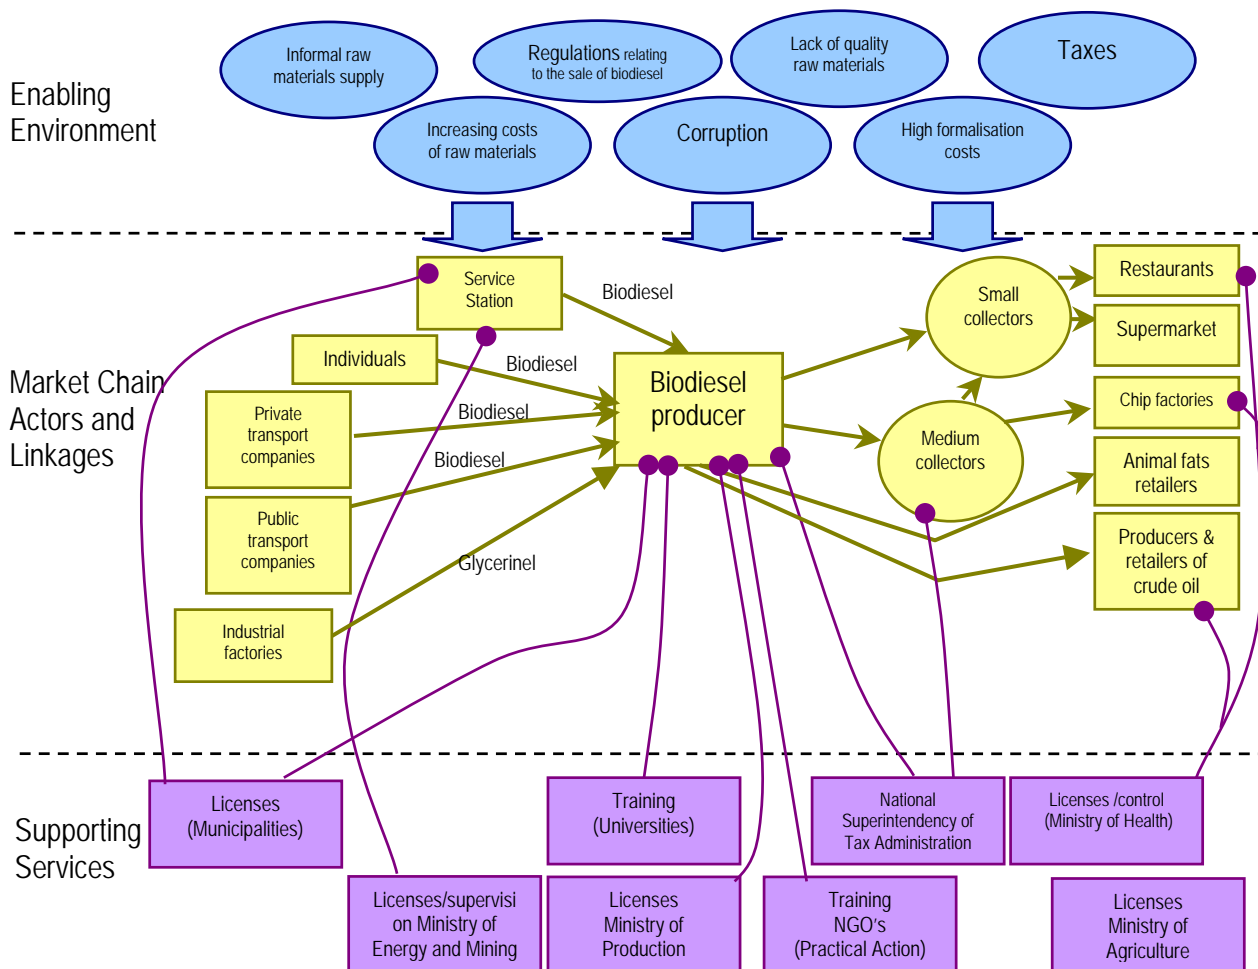 Informal raw
materials supply
Regulations relating
to the sale of biodiesel
Lack of quality
raw materials
Taxes
Enabling
Environment
Increasing costs
of raw materials
Corruption
High formalisation
costs
Market Chain
Actors and
Linkages
Service
Station
Biodiesel
Individuals
Biodiesel
Private
transport
companies
Biodiesel
Biodiesel
Public
transport
companies
Glycerinel
Industrial
factories
Biodiesel
producer
Small
collectors
Medium
collectors
Restaurants
Supermarket
Chip factories
Animal fats
retailers
Producers &
retailers of
crude oil
Supporting
Services
Licenses
(Municipalities)
Training
(Universities)
National
Superintendency of
Tax Administration
Licenses /control
(Ministry of Health)
Licenses/supervisi
on Ministry of
Energy and Mining
Licenses
Ministry of
Production
Training
NGO's
(Practical Action)
Licenses
Ministry of
Agriculture